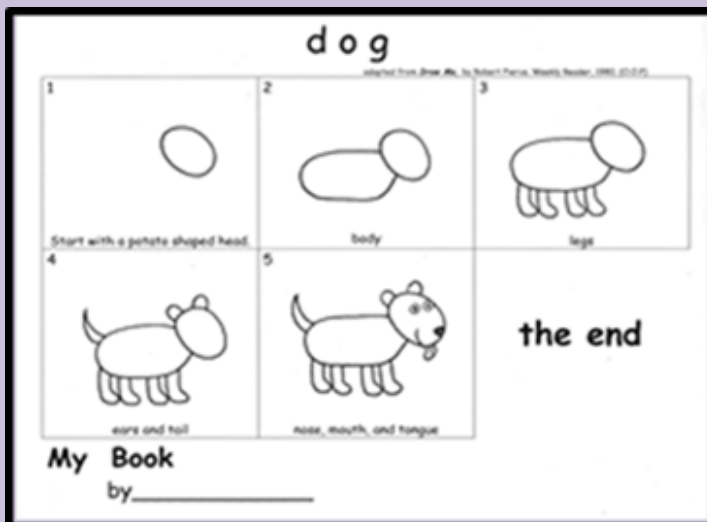 dog
adapted from Draw Me, by Robert Pierce, Weekly Reader, 1980. (O.O.P)
1
2
3
Start with a potato shaped head.
body
legs
4
5
the end
ears and tail
nose, mouth, and tongue
My Book
by